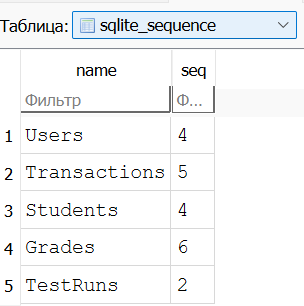 Таблица: sqlite_sequence
name seq
Фильтр Ф...
1 Users 4
2 Transactions 5
3 Students 4
4 Grades 6
5 TestRuns 2